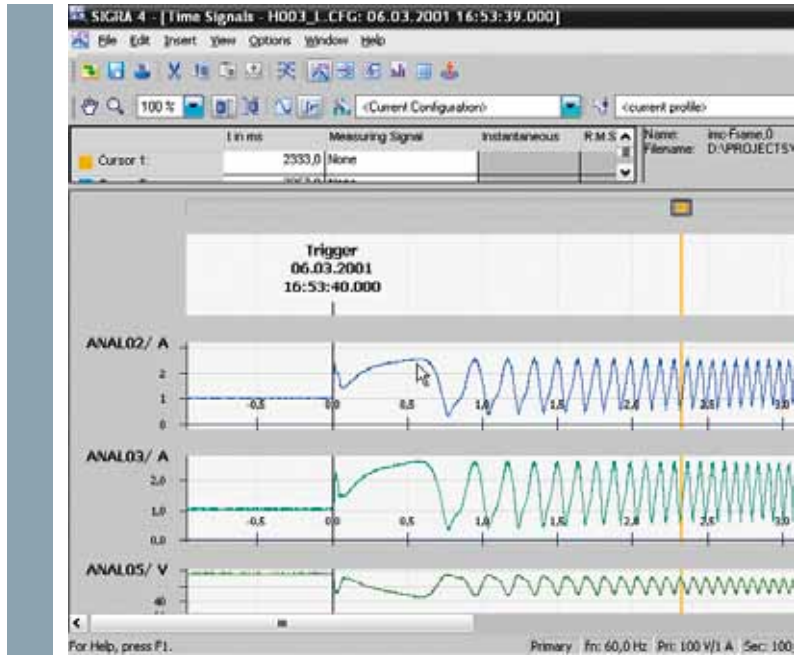 SIGRA 4 - [Time Signals - H003_L.CFG: 06.03.2001 16:53:39.000]
File Edit Insert View Options Window Help
100 % <Current Configuration> <current profile>
t in ms Measuring Signal Instantaneous R.M.S Name: imc-Frame,0
Filename: D:\PROJECTS\
Cursor 1: 2333,0 None
Trigger
06.03.2001
16:53:40.000
ANAL02/ A
2
1
0
-0,5 0,0 0,5 1,0 1,5 2,0 2,5 3,0
ANAL03/ A
2,0
1,0
0,0
-0,5 0,0 0,5 1,0 1,5 2,0 2,5 3,0
ANAL05/ V
40
For Help, press F1. Primary fn: 60,0 Hz Pri: 100 V/1 A Sec: 100